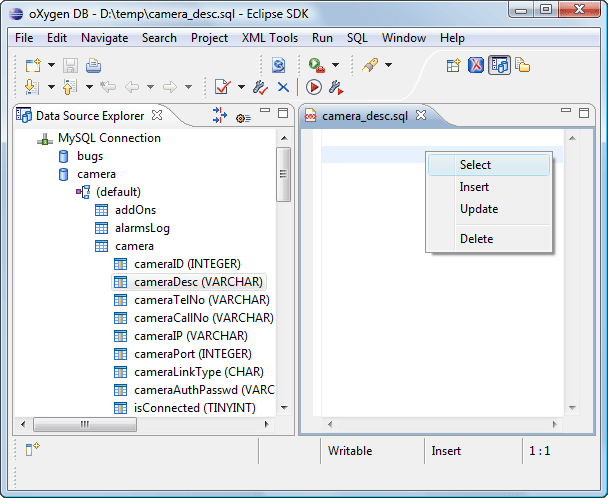 oXygen DB - D:\temp\camera_desc.sql - Eclipse SDK
File Edit Navigate Search Project XML Tools Run SQL Window Help
Data Source Explorer
MySQL Connection
bugs
camera
(default)
addOns
alarmsLog
camera
cameraID (INTEGER)
cameraDesc (VARCHAR)
cameraTelNo (VARCHAR)
cameraCallNo (VARCHAR)
cameraIP (VARCHAR)
cameraPort (INTEGER)
cameraLinkType (CHAR)
cameraAuthPasswd (VARC
isConnected (TINYINT)
camera_desc.sql
Select
Insert
Update
Delete
Writable Insert 1 : 1